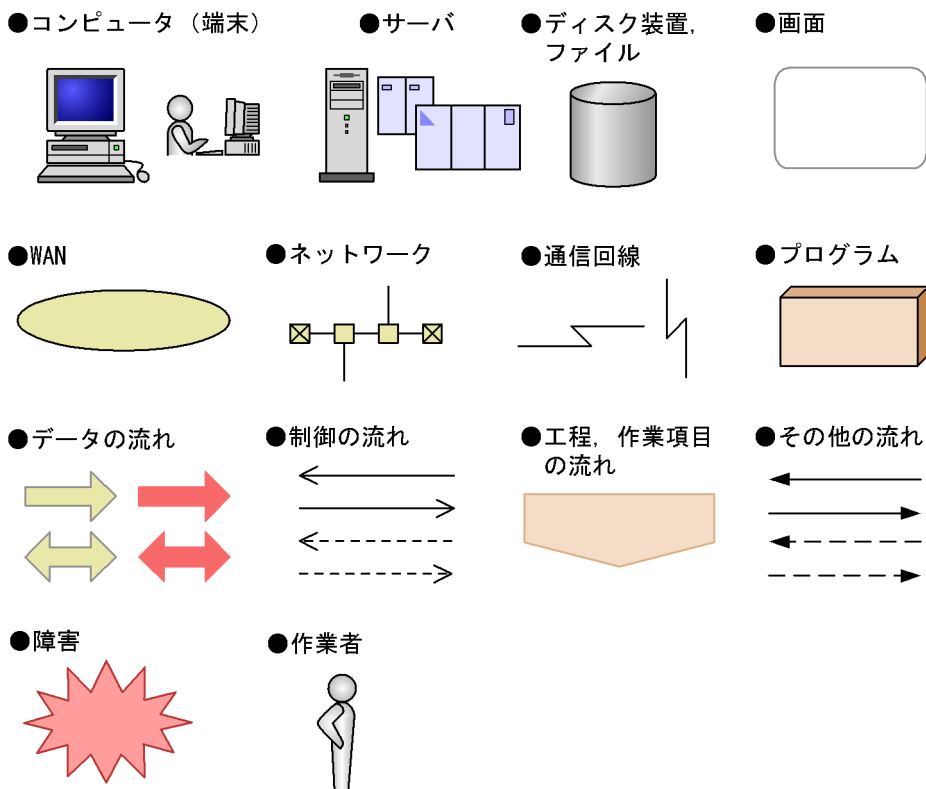 ●コンピュータ（端末）
●サーバ
●ディスク装置，
ファイル
●画面
●WAN
●ネットワーク
●通信回線
●プログラム
●データの流れ
●制御の流れ
●工程，作業項目
の流れ
●その他の流れ
●障害
●作業者